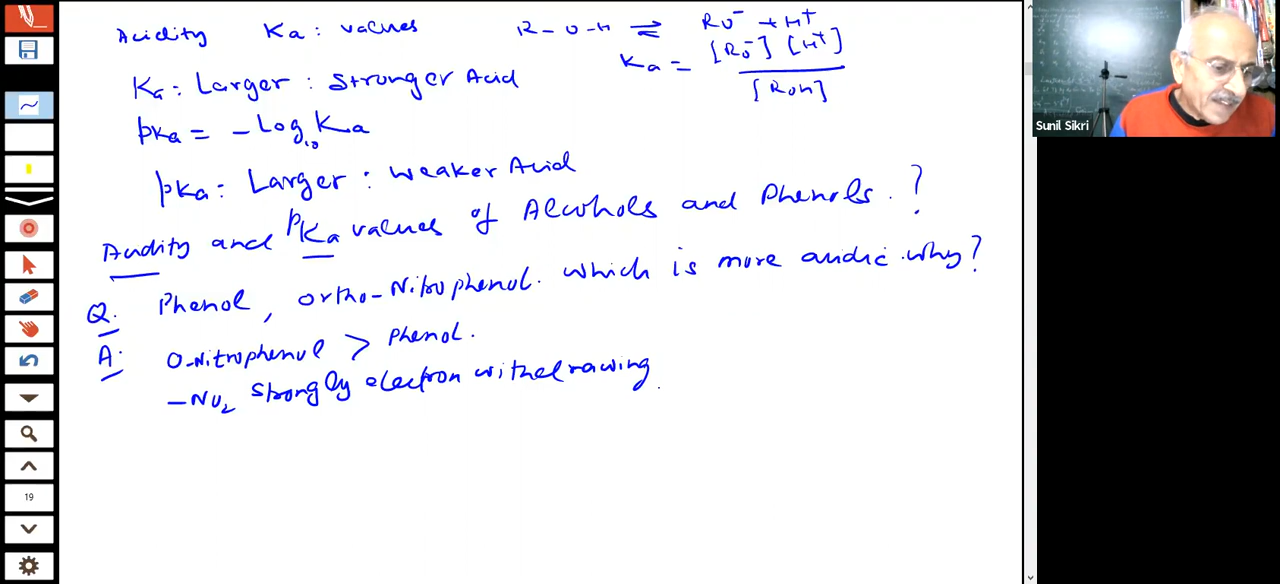 Acidity Ka : values R-O-H ⇌ RO⁻ + H⁺
Ka = [RO⁻] [H⁺] / [ROH]
Ka : Larger : Stronger Acid
pKa = - Log₁₀ Ka
pKa : Larger : Weaker Acid
Acidity and pKa values of Alcohols and Phenols. ?
Q. Phenol, ortho-Nitrophenol. which is more acidic. why?
A. O-Nitrophenol > Phenol.
-NO₂ strongly electron withdrawing.
Sunil Sikri
19